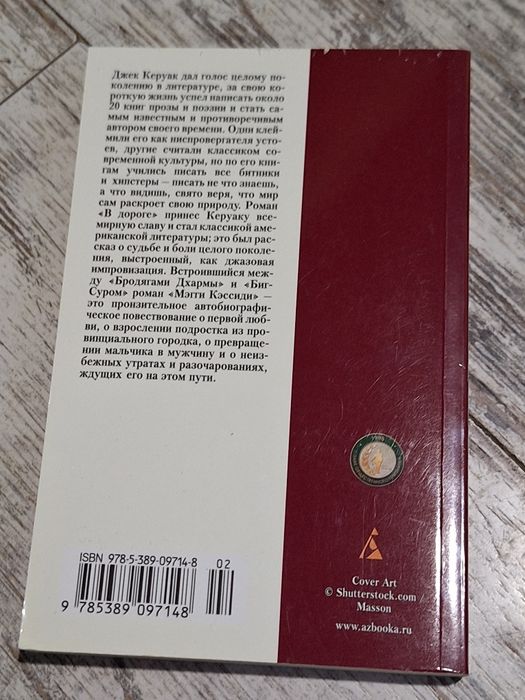 Джек Керуак дал голос целому по-
колению в литературе, за свою ко-
роткую жизнь успел написать около
20 книг прозы и поэзии и стать са-
мым известным и противоречивым
автором своего времени. Одни клей-
мили его как ниспровергателя усто-
ев, другие считали классиком со-
временной культуры, но по его кни-
гам учились писать все битники
и хипстеры — писать не что знаешь,
а что видишь, свято веря, что мир
сам раскроет свою природу. Роман
«В дороге» принес Керуаку все-
мирную славу и стал классикой аме-
риканской литературы; это был рас-
сказ о судьбе и боли целого поколе-
ния, выстроенный, как джазовая
импровизация. Встроившийся меж-
ду «Бродягами Дхармы» и «Биг-
Суром» роман «Мэгги Кэссиди» —
это пронзительное автобиографи-
ческое повествование о первой люб-
ви, о взрослении подростка из про-
винциального городка, о превраще-
нии мальчика в мужчину и о неиз-
бежных утратах и разочарованиях,
ждущих его на этом пути.
ISBN 978-5-389-09714-8
02
9 785389 097148
1995
Cover Art
© Shutterstock.com /
Masson
www.azbooka.ru